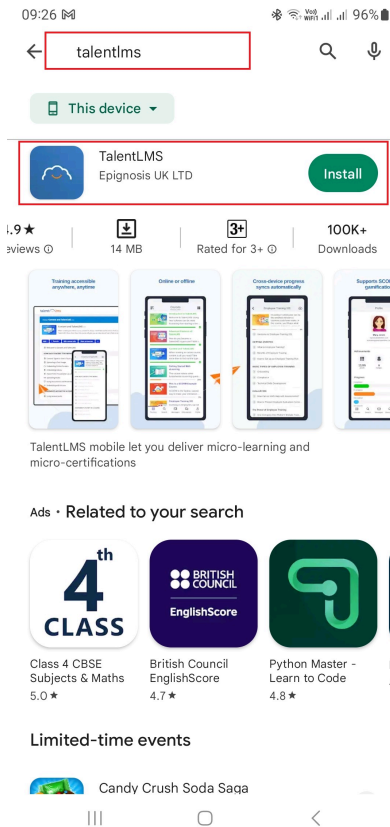 09:26
Vo))
WiFi1
96%
talentlms
This device
TalentLMS
Epignosis UK LTD
Install
.9★
eviews
14 MB
3+
Rated for 3+
100K+
Downloads
Training accessible
anywhere, anytime
Online or offline
Cross-device progress
syncs automatically
Supports SCO
gamificatio
TalentLMS mobile let you deliver micro-learning and
micro-certifications
Ads • Related to your search
4th
CLASS
BRITISH
COUNCIL
EnglishScore
Class 4 CBSE
Subjects & Maths
5.0 ★
British Council
EnglishScore
4.7 ★
Python Master -
Learn to Code
4.8 ★
Limited-time events
Candy Crush Soda Saga